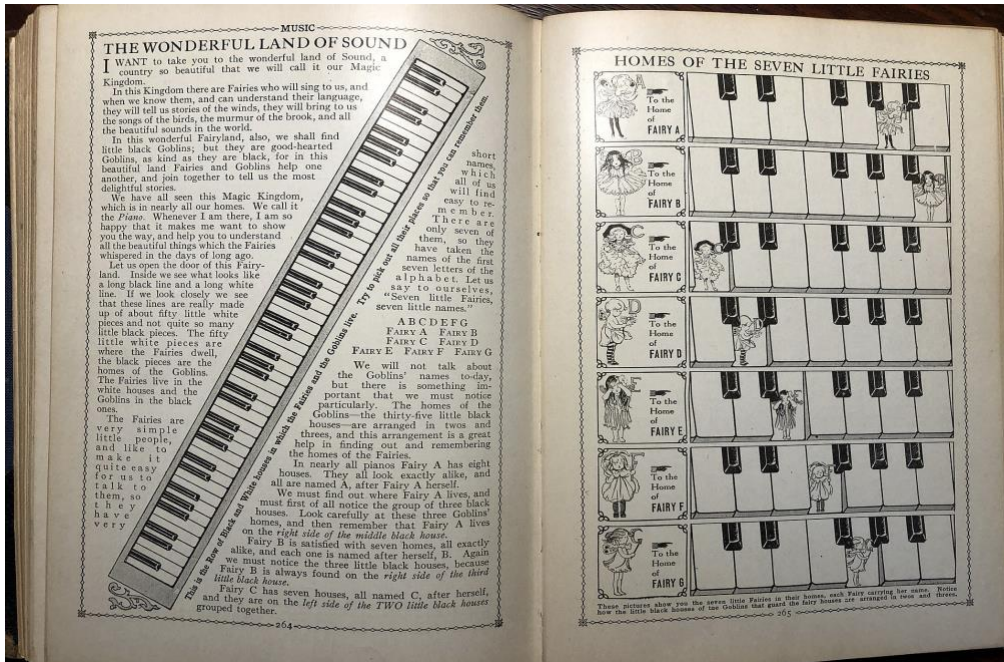 MUSIC
THE WONDERFUL LAND OF SOUND
I WANT to take you to the wonderful land of Sound, a
country so beautiful that we will call it our Magic
Kingdom.
In this Kingdom there are Fairies who will sing to us, and
when we know them, and can understand their language,
they will tell us stories of the winds, they will bring to us
the songs of the birds, the murmur of the brook, and all
the beautiful sounds in the world.
In this wonderful Fairyland, also, we shall find
little black Goblins; but they are good-hearted
Goblins, as kind as they are black, for in this
beautiful land Fairies and Goblins help one
another, and join together to tell us the most
delightful stories.
We have all seen this Magic Kingdom,
which is in nearly all our homes. We call it
the Piano. Whenever I am there, I am so
happy that it makes me want to show
you the way, and help you to understand
all the beautiful things which the Fairies
whispered in the days of long ago.
Let us open the door of this Fairy-
land. Inside we see what looks like
a long black line and a long white
line. If we look closely we see
that these lines are really made
up of about fifty little white
pieces and not quite so many
little black pieces. The fifty
little white pieces are
where the Fairies dwell,
the black pieces are the
homes of the Goblins.
The Fairies live in the
white houses and the
Goblins in the black
ones.
The Fairies are
very simple
little people,
and like to
make it
quite easy
for us to
talk to
them, so
they
have
very
This is the Row of Black and White houses in which the Fairies and the Goblins live. Try to pick out all their places so that you can remember them.
short
names,
which
all of us
will find
easy to re-
member.
There are
only seven of
them, so they
have taken the
names of the first
seven letters of the
alphabet. Let us
say to ourselves,
"Seven little Fairies,
seven little names."
A B C D E F G
FAIRY A FAIRY B
FAIRY C FAIRY D
FAIRY E FAIRY F FAIRY G
We will not talk about
the Goblins' names to-day,
but there is something im-
portant that we must notice
particularly. The homes of the
Goblins—the thirty-five little black
houses—are arranged in twos and
threes, and this arrangement is a great
help in finding out and remembering
the homes of the Fairies.
In nearly all pianos Fairy A has eight
houses. They all look exactly alike, and
all are named A, after Fairy A herself.
We must find out where Fairy A lives, and
must first of all notice the group of three black
houses. Look carefully at these three Goblins'
homes, and then remember that Fairy A lives
on the right side of the middle black house.
Fairy B is satisfied with seven homes, all exactly
alike, and each one is named after herself, B. Again
we must notice the three little black houses, because
Fairy B is always found on the right side of the third
little black house.
Fairy C has seven houses, all named C, after herself,
and they are on the left side of the TWO little black houses
grouped together.
264
HOMES OF THE SEVEN LITTLE FAIRIES
A
To the
Home
of
FAIRY A
B
To the
Home
of
FAIRY B
C
To the
Home
of
FAIRY C
D
To the
Home
of
FAIRY D
E
To the
Home
of
FAIRY E
F
To the
Home
of
FAIRY F
G
To the
Home
of
FAIRY G
These pictures show you the seven little Fairies in their homes, each Fairy carrying her name. Notice
how the little black houses of the Goblins that guard the fairy houses are arranged in twos and threes.
265